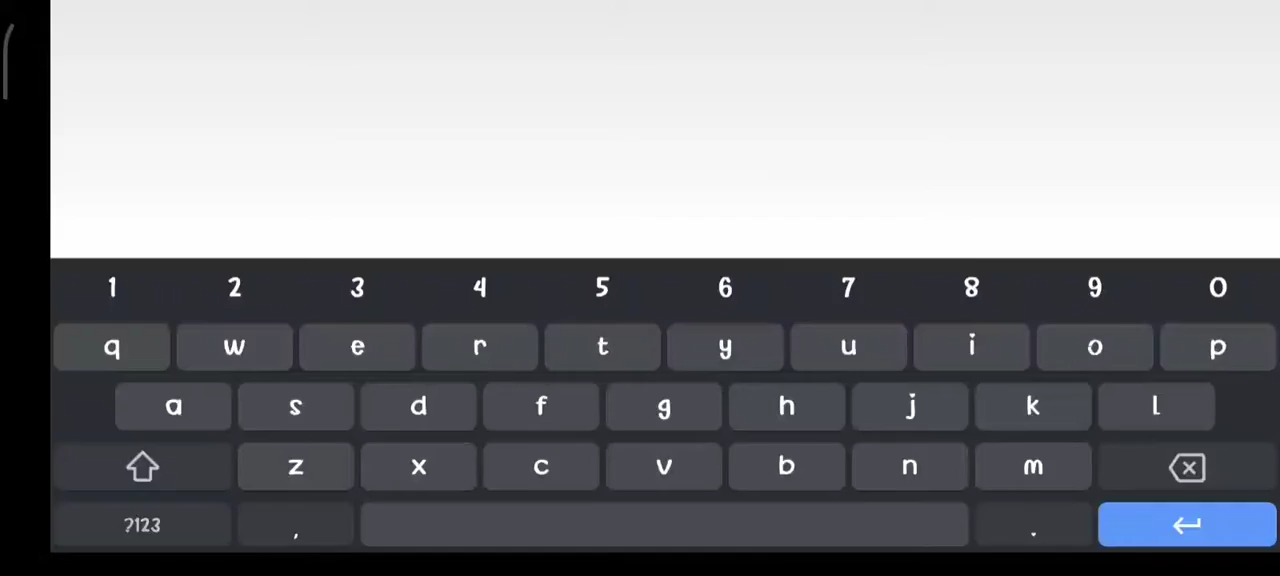 1 2 3 4 5 6 7 8 9 0
q w e r t y u i o p
a s d f g h j k l
z x c v b n m
?123 , .